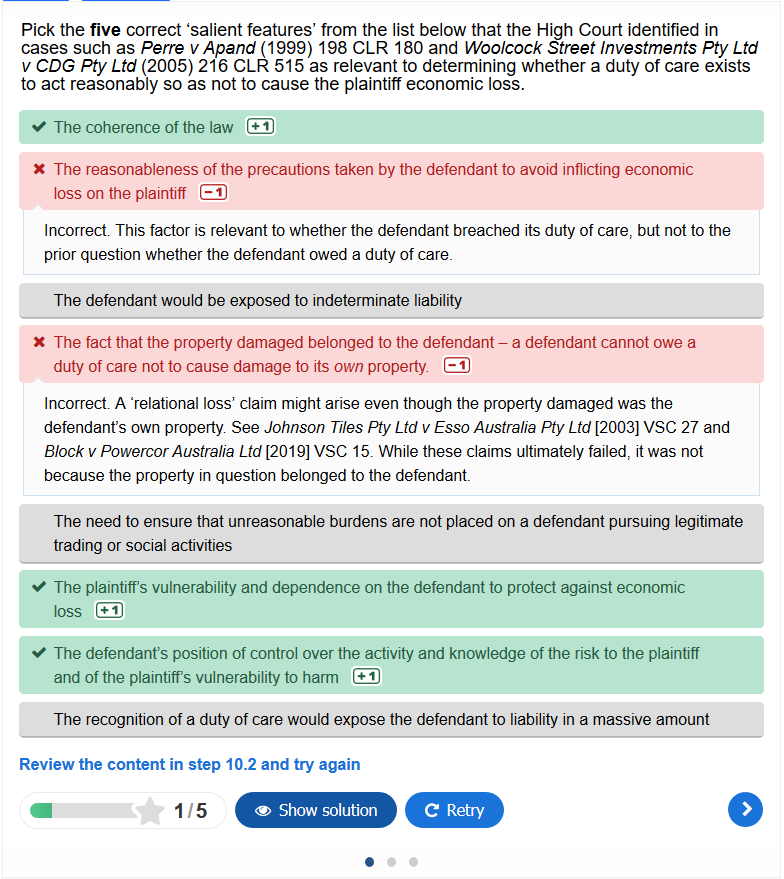 Pick the five correct ‘salient features’ from the list below that the High Court identified in
cases such as Perre v Apand (1999) 198 CLR 180 and Woolcock Street Investments Pty Ltd
v CDG Pty Ltd (2005) 216 CLR 515 as relevant to determining whether a duty of care exists
to act reasonably so as not to cause the plaintiff economic loss.
✔ The coherence of the law +1
✖ The reasonableness of the precautions taken by the defendant to avoid inflicting economic
loss on the plaintiff −1
Incorrect. This factor is relevant to whether the defendant breached its duty of care, but not to the
prior question whether the defendant owed a duty of care.
The defendant would be exposed to indeterminate liability
✖ The fact that the property damaged belonged to the defendant – a defendant cannot owe a
duty of care not to cause damage to its own property. −1
Incorrect. A ‘relational loss’ claim might arise even though the property damaged was the
defendant’s own property. See Johnson Tiles Pty Ltd v Esso Australia Pty Ltd [2003] VSC 27 and
Block v Powercor Australia Ltd [2019] VSC 15. While these claims ultimately failed, it was not
because the property in question belonged to the defendant.
The need to ensure that unreasonable burdens are not placed on a defendant pursuing legitimate
trading or social activities
✔ The plaintiff’s vulnerability and dependence on the defendant to protect against economic
loss +1
✔ The defendant’s position of control over the activity and knowledge of the risk to the plaintiff
and of the plaintiff’s vulnerability to harm +1
The recognition of a duty of care would expose the defendant to liability in a massive amount
Review the content in step 10.2 and try again
1/5 Show solution Retry